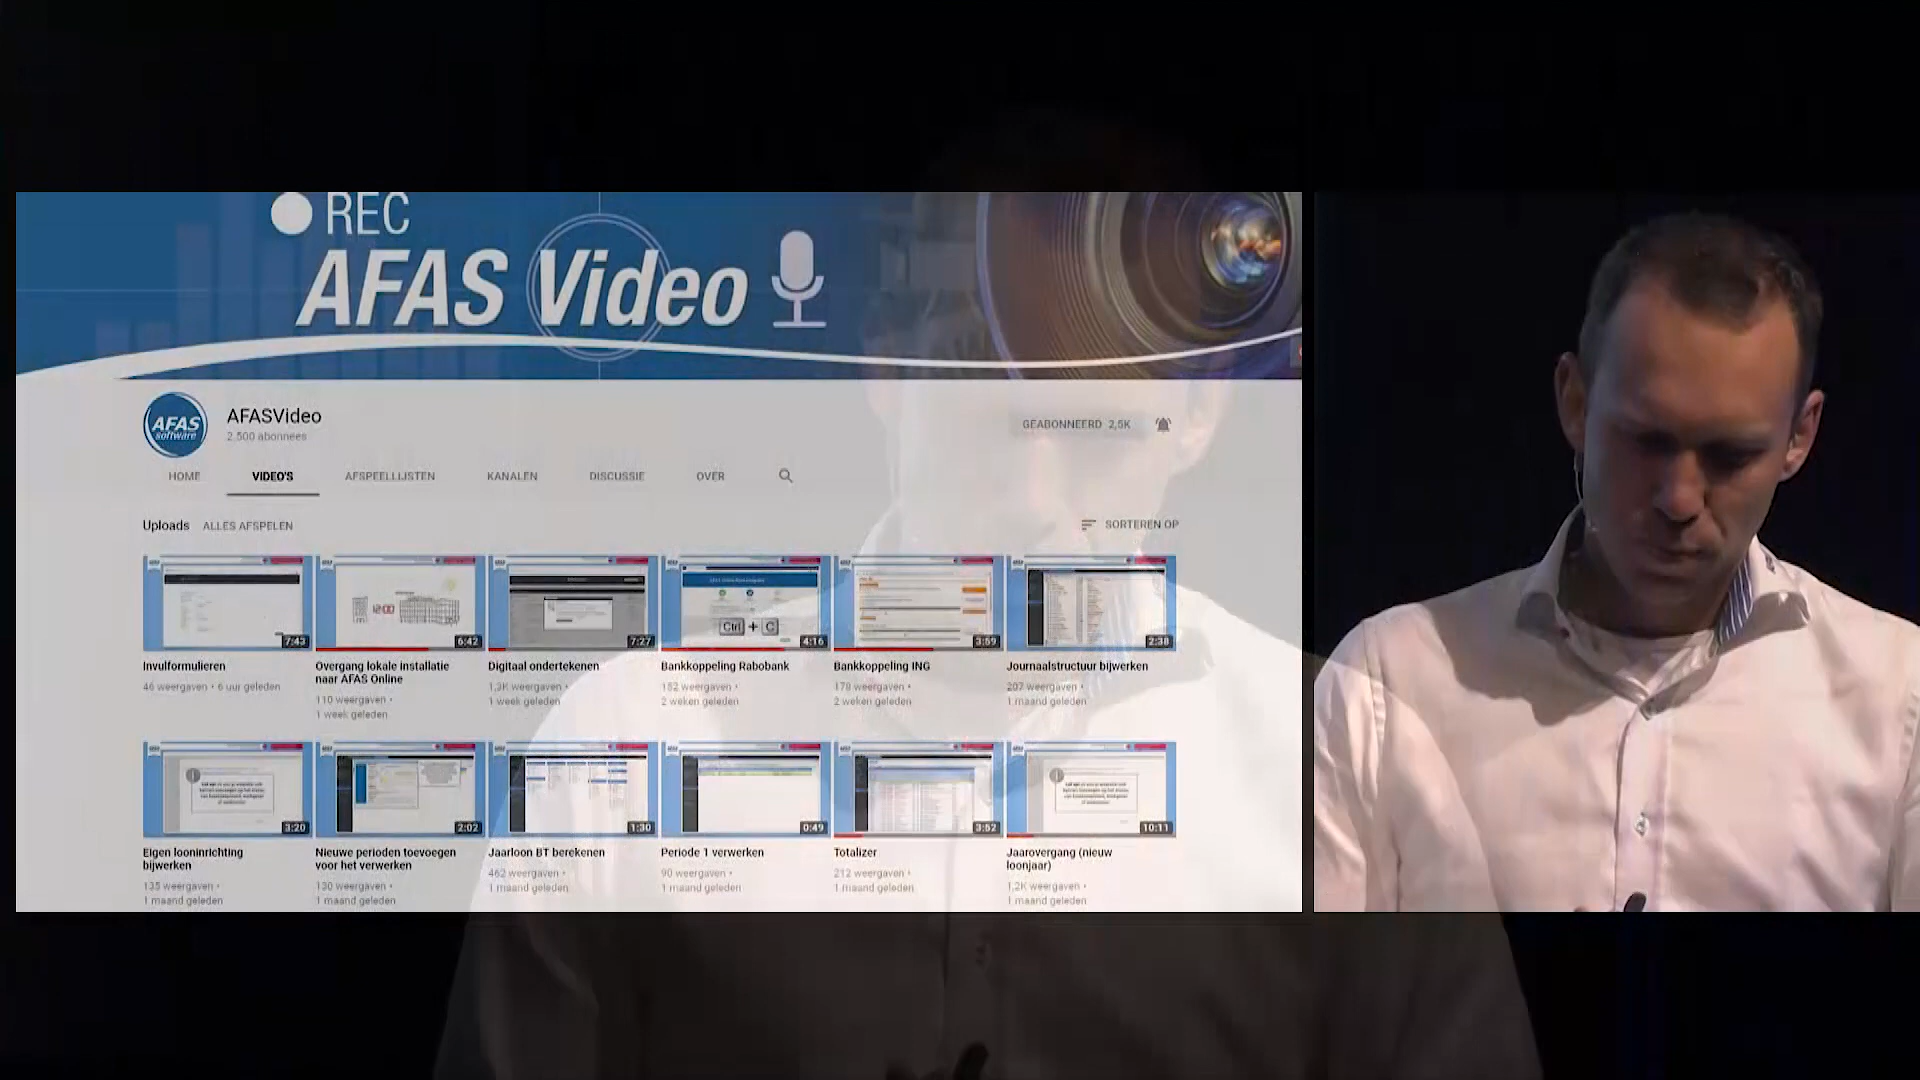 REC
AFAS Video
AFAS
software
AFASVideo
2.500 abonnees
GEABONNEERD 2,5K
HOME VIDEO'S AFSPEELLIJSTEN KANALEN DISCUSSIE OVER
Uploads ALLES AFSPELEN SORTEREN OP
7:43 6:42 7:27 4:16 3:59 2:38
12:00
Ctrl + C
Invulformulieren
46 weergaven • 6 uur geleden
Overgang lokale installatie
naar AFAS Online
110 weergaven •
1 week geleden
Digitaal ondertekenen
1,3K weergaven •
1 week geleden
Bankkoppeling Rabobank
152 weergaven •
2 weken geleden
Bankkoppeling ING
178 weergaven •
2 weken geleden
Journaalstructuur bijwerken
207 weergaven •
1 maand geleden
3:20 2:02 1:30 0:49 3:52 10:11
Eigen looninrichting
bijwerken
135 weergaven •
1 maand geleden
Nieuwe perioden toevoegen
voor het verwerken
130 weergaven •
1 maand geleden
Jaarloon BT berekenen
462 weergaven •
1 maand geleden
Periode 1 verwerken
90 weergaven •
1 maand geleden
Totalizer
212 weergaven •
1 maand geleden
Jaarovergang (nieuw
loonjaar)
1,2K weergaven •
1 maand geleden